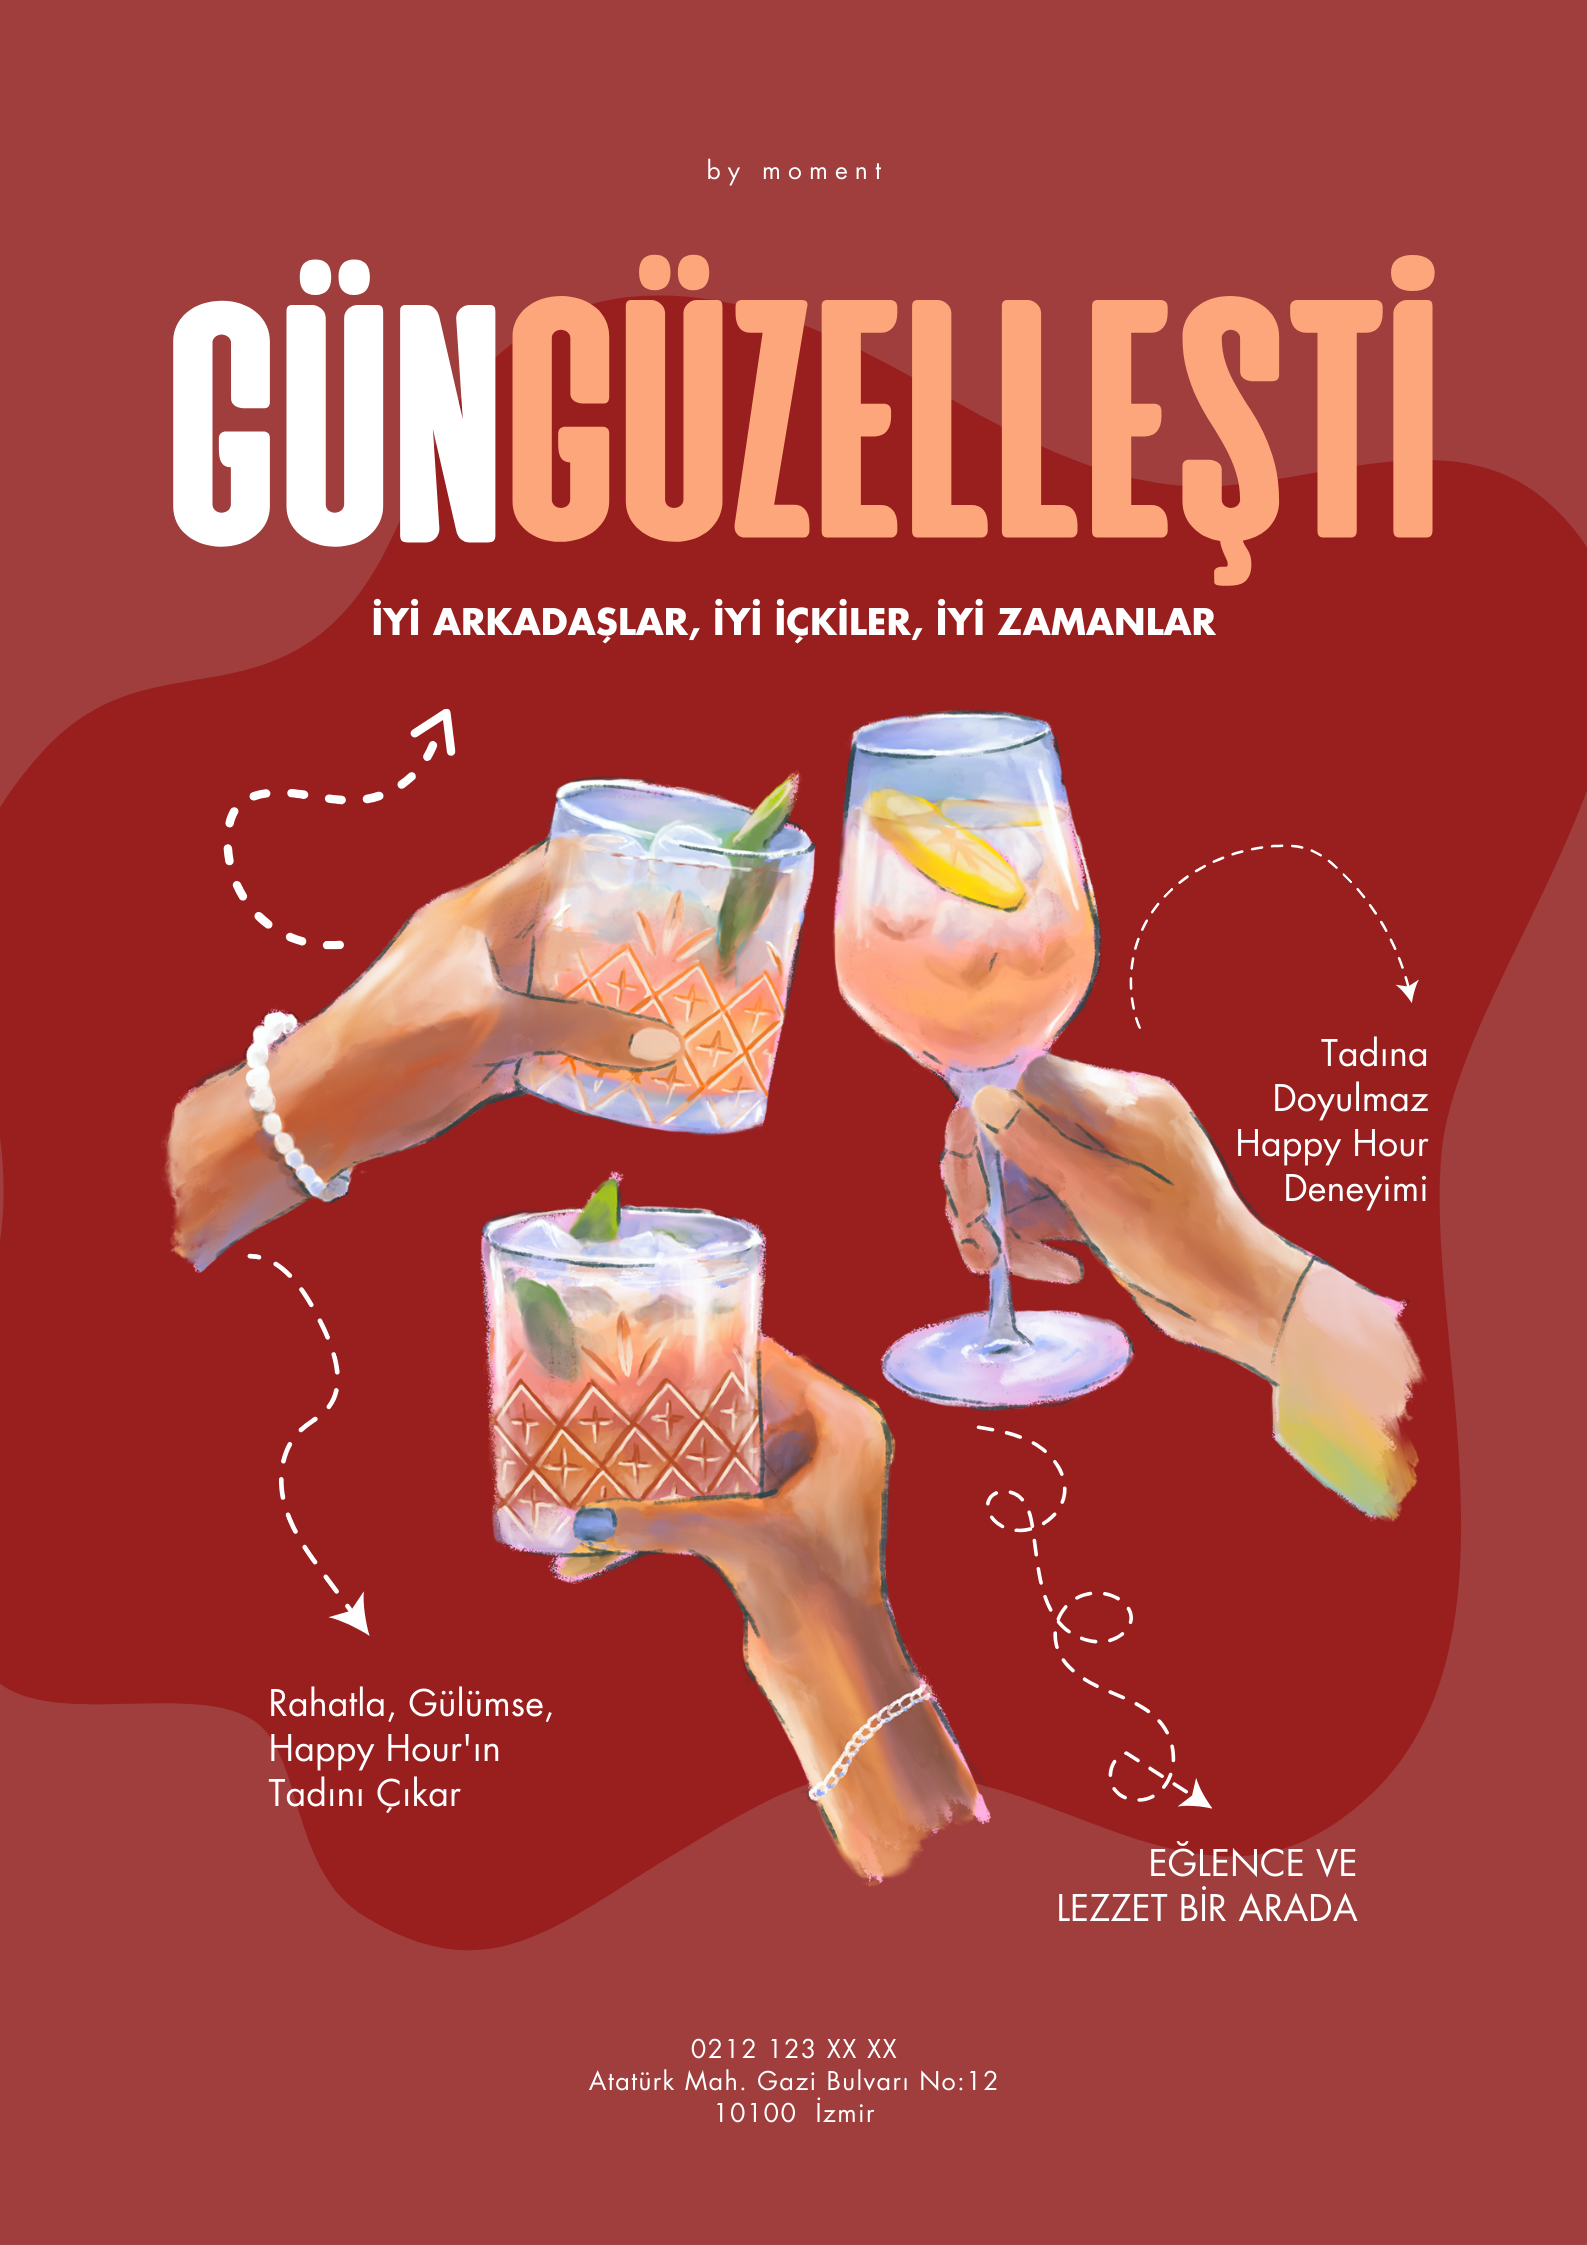 by moment
GÜNGÜZELLEŞTİ
İYİ ARKADAŞLAR, İYİ İÇKİLER, İYİ ZAMANLAR
Tadına
Doyulmaz
Happy Hour
Deneyimi
Rahatla, Gülümse,
Happy Hour'ın
Tadını Çıkar
EĞLENCE VE
LEZZET BİR ARADA
0212 123 XX XX
Atatürk Mah. Gazi Bulvarı No:12
10100 İzmir